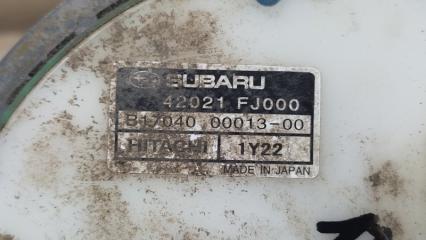 SUBARU
42021 FJ000
B17040 00013-00
HITACHI 1Y22
MADE IN JAPAN